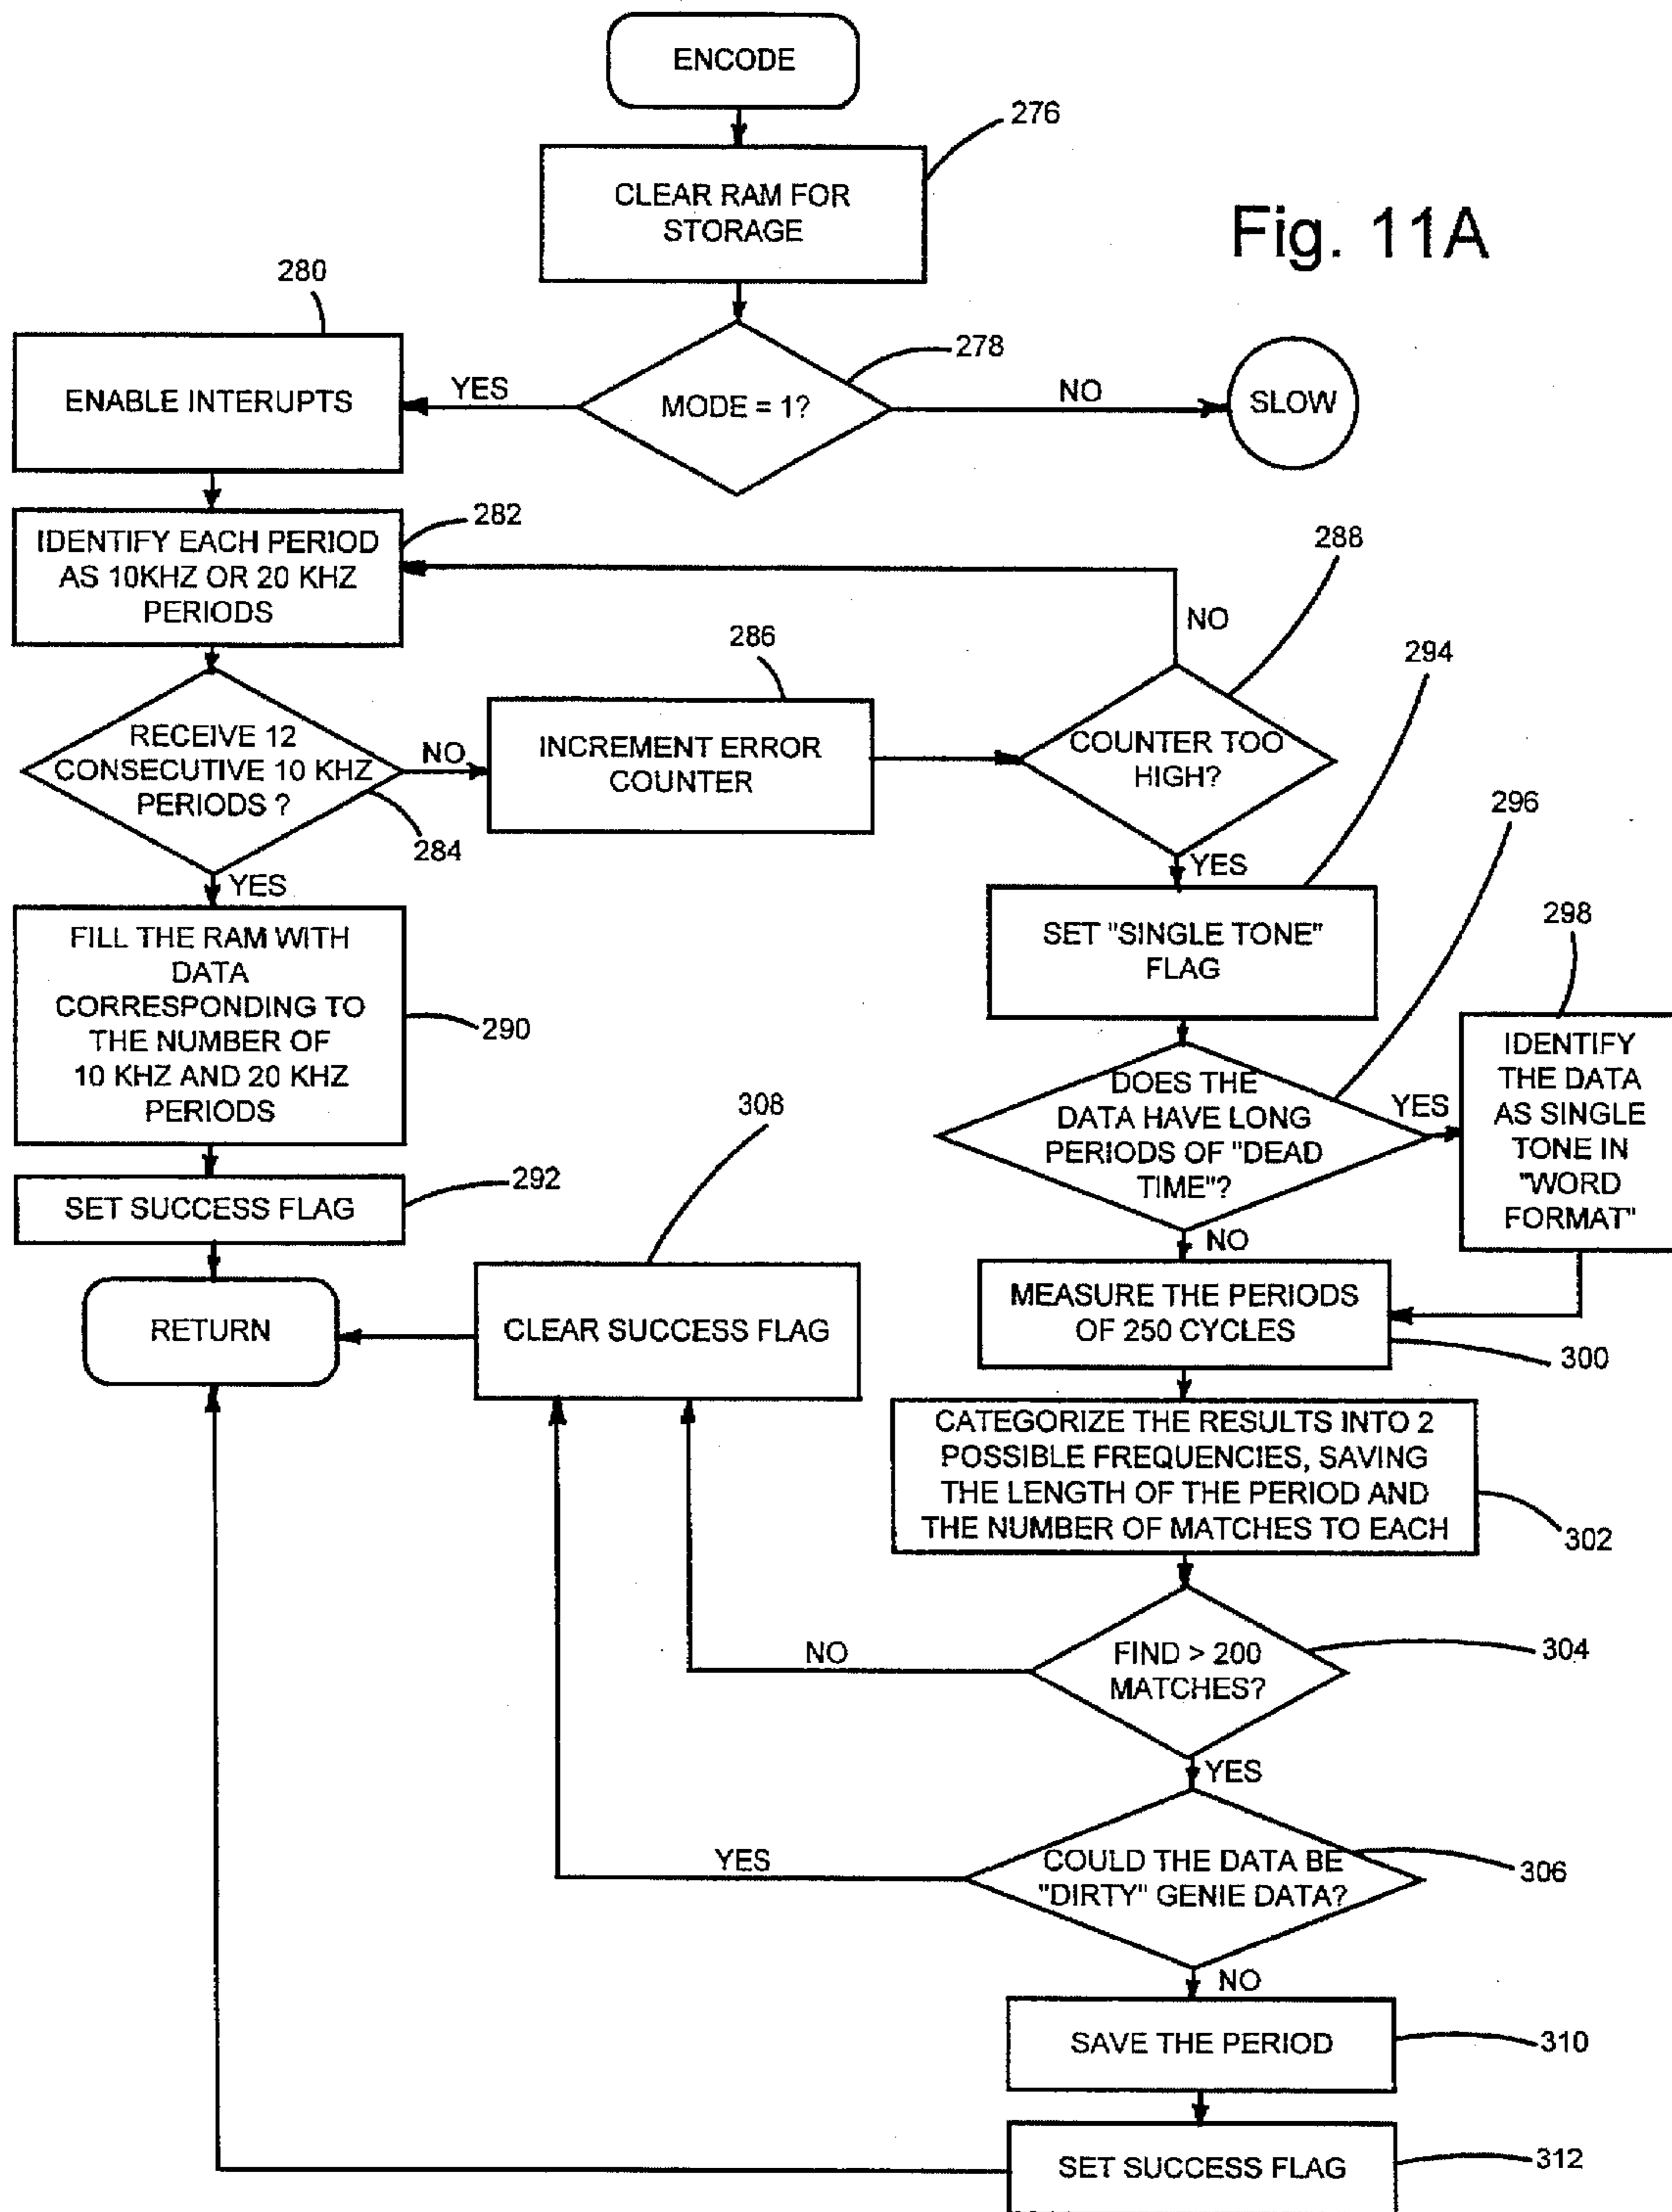 ENCODE
276
CLEAR RAM FOR
STORAGE
Fig. 11A
280
278
ENABLE INTERUPTS
YES
MODE = 1?
NO
SLOW
282
IDENTIFY EACH PERIOD
AS 10KHZ OR 20 KHZ
PERIODS
288
NO
286
294
RECEIVE 12
CONSECUTIVE 10 KHZ
PERIODS ?
NO
INCREMENT ERROR
COUNTER
COUNTER TOO
HIGH?
284
296
YES
YES
FILL THE RAM WITH
DATA
CORRESPONDING TO
THE NUMBER OF
10 KHZ AND 20 KHZ
PERIODS
290
SET "SINGLE TONE"
FLAG
298
IDENTIFY
THE DATA
AS SINGLE
TONE IN
"WORD
FORMAT"
DOES THE
DATA HAVE LONG
PERIODS OF "DEAD
TIME"?
YES
308
292
SET SUCCESS FLAG
NO
RETURN
CLEAR SUCCESS FLAG
MEASURE THE PERIODS
OF 250 CYCLES
300
CATEGORIZE THE RESULTS INTO 2
POSSIBLE FREQUENCIES, SAVING
THE LENGTH OF THE PERIOD AND
THE NUMBER OF MATCHES TO EACH
302
NO
FIND > 200
MATCHES?
304
YES
YES
COULD THE DATA BE
"DIRTY" GENIE DATA?
306
NO
SAVE THE PERIOD
310
SET SUCCESS FLAG
312